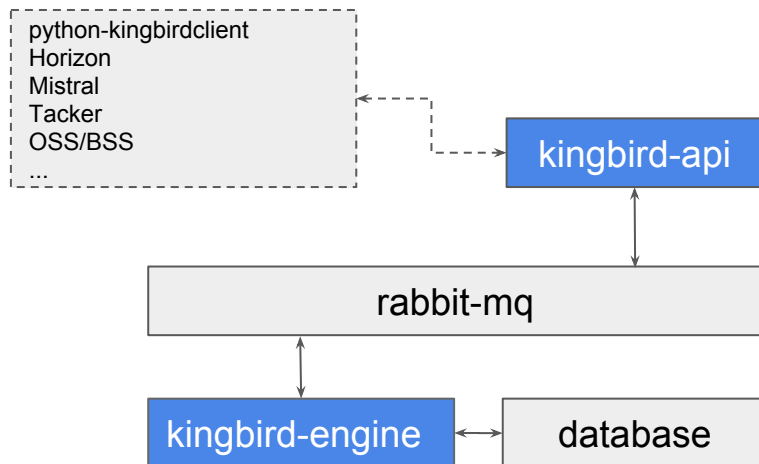 python-kingbirdclient
Horizon
Mistral
Tacker
OSS/BSS
...
kingbird-api
rabbit-mq
kingbird-engine
database